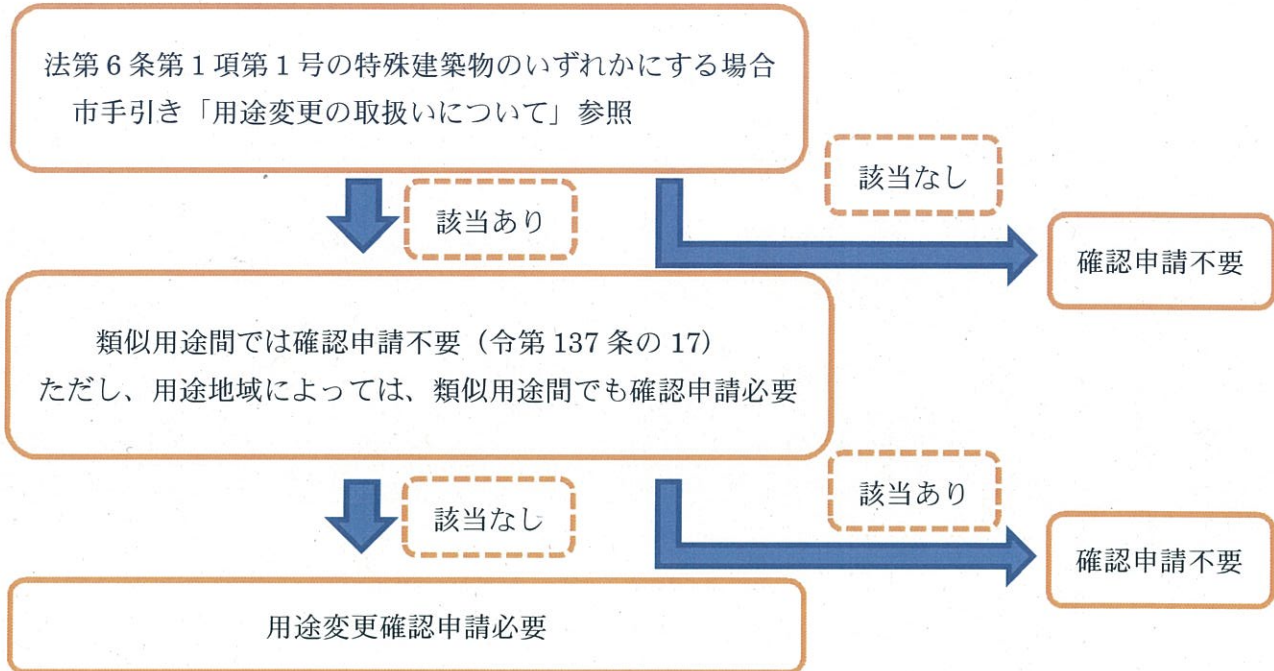 法第6条第1項第1号の特殊建築物のいずれかにする場合
市手引き「用途変更の取扱いについて」参照
該当なし
該当あり
確認申請不要
類似用途間では確認申請不要（令第137条の17）
ただし、用途地域によっては、類似用途間でも確認申請必要
該当あり
該当なし
確認申請不要
用途変更確認申請必要